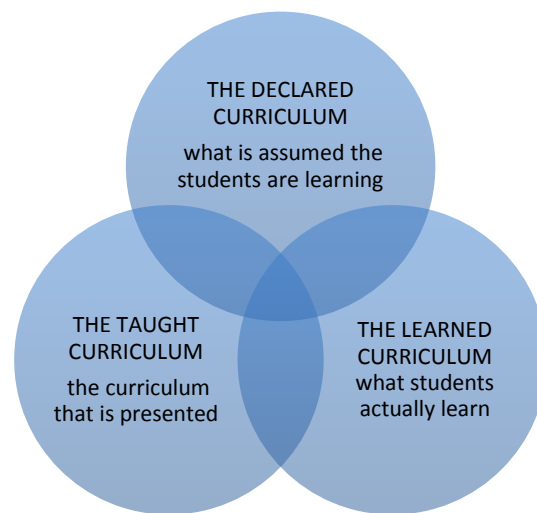 THE DECLARED
CURRICULUM
what is assumed the
students are learning
THE TAUGHT
CURRICULUM
the curriculum
that is presented
THE LEARNED
CURRICULUM
what students
actually learn